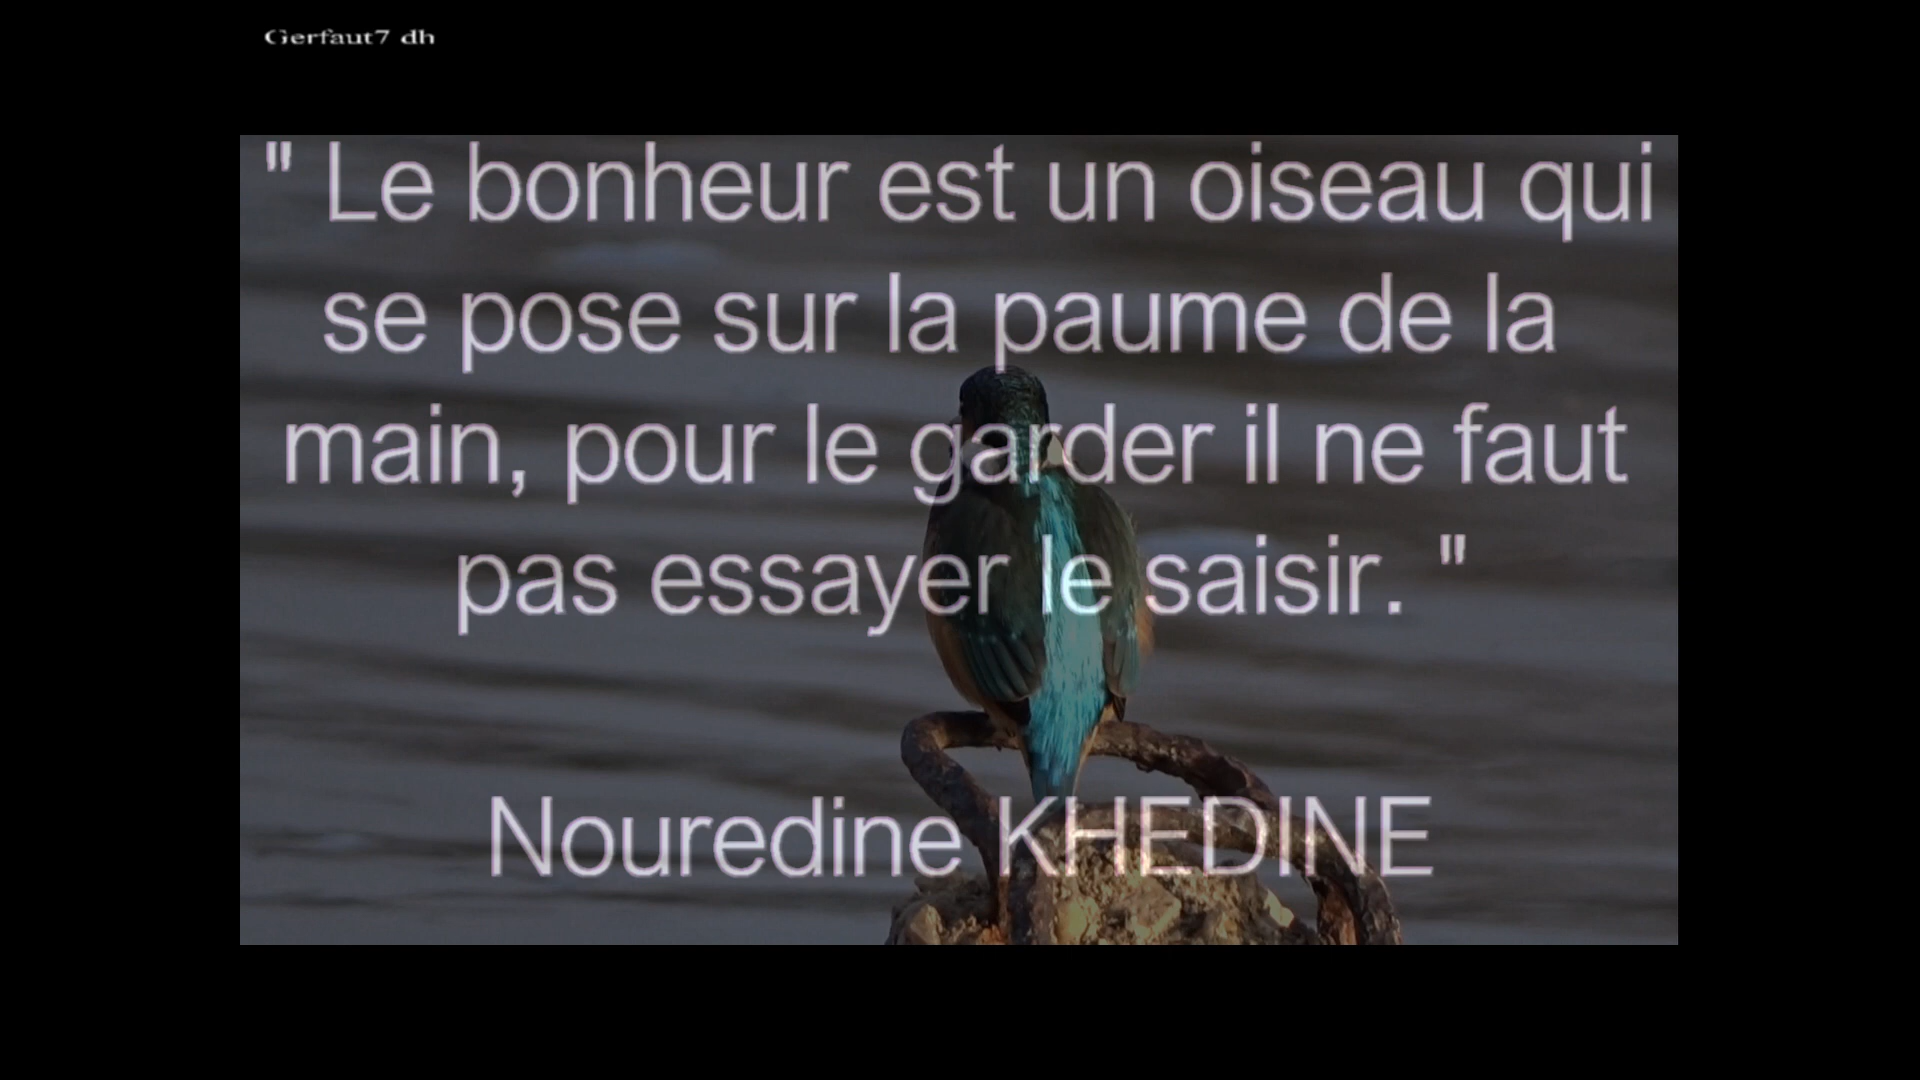 Gerfaut7 dh
" Le bonheur est un oiseau qui
se pose sur la paume de la
main, pour le garder il ne faut
pas essayer le saisir. "
Nouredine KHEDINE